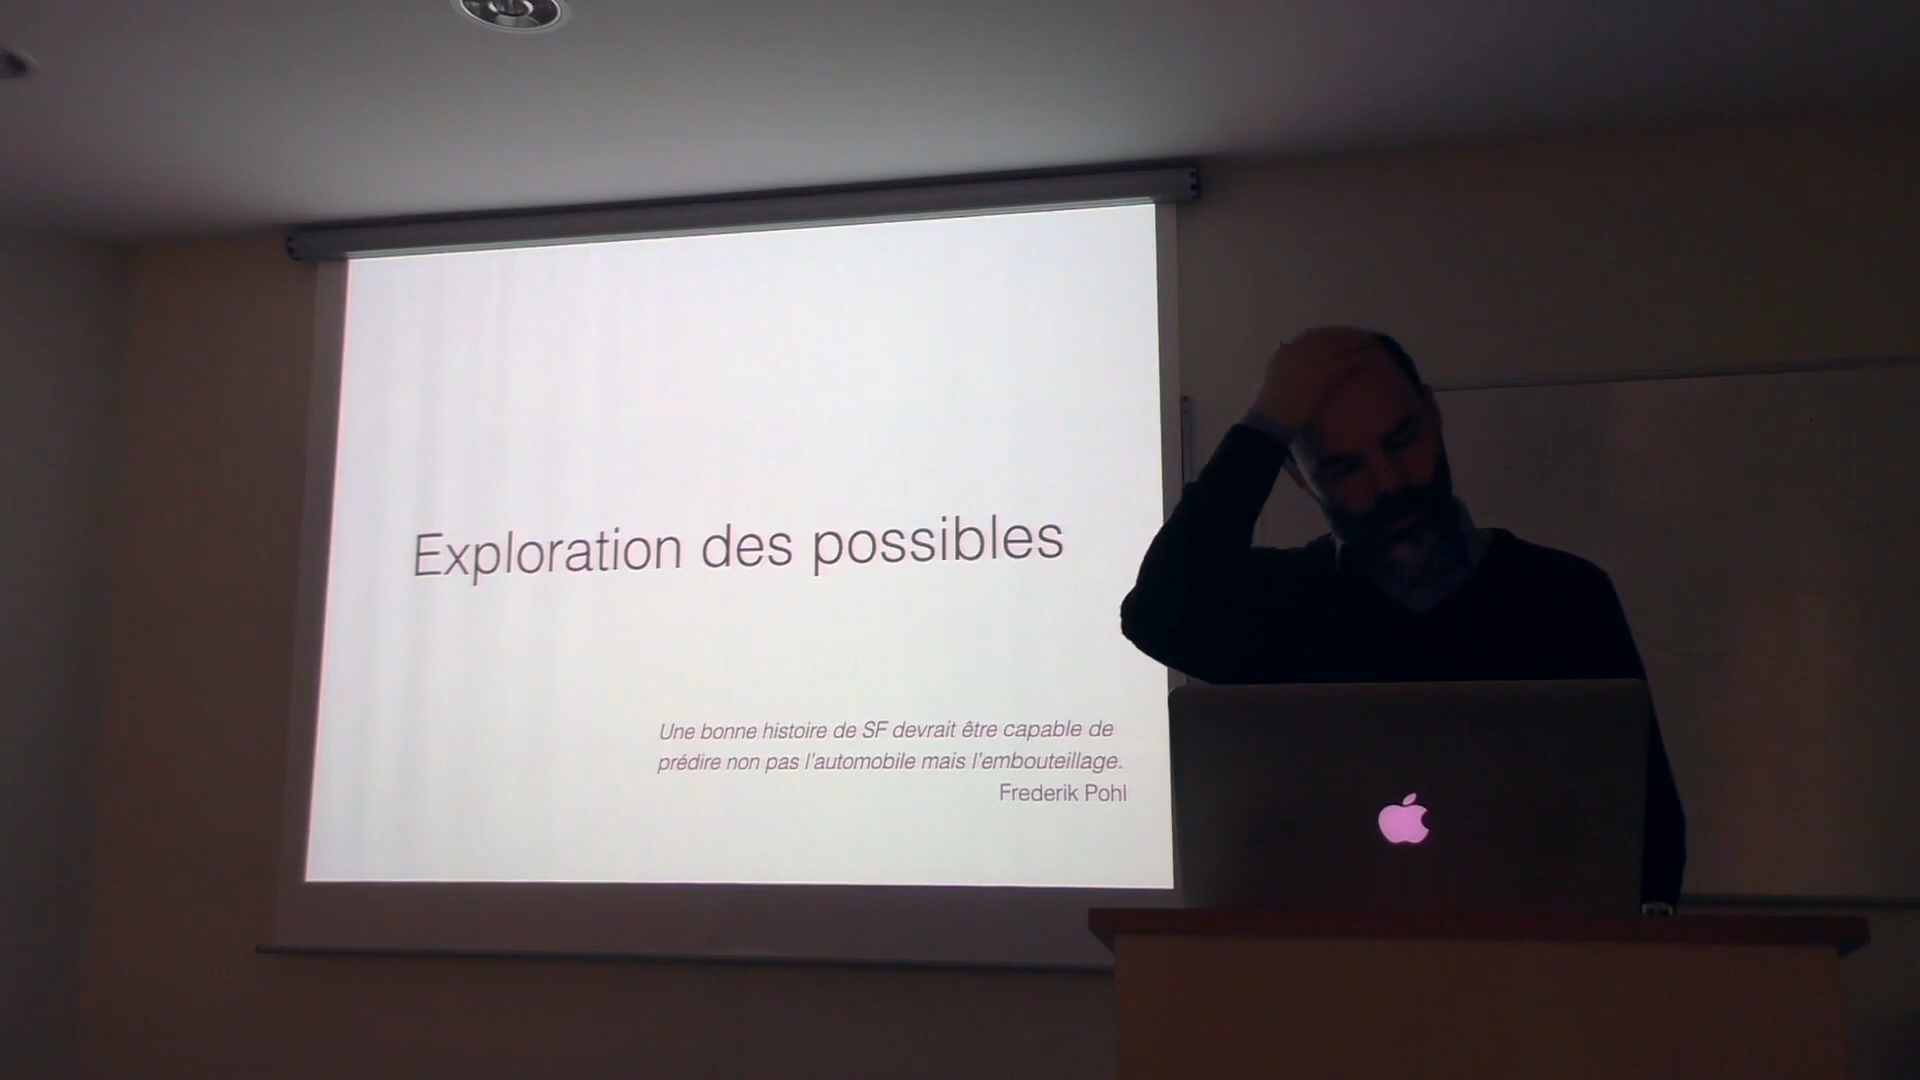 Exploration des possibles
Une bonne histoire de SF devrait être capable de
prédire non pas l'automobile mais l'embouteillage.
Frederik Pohl